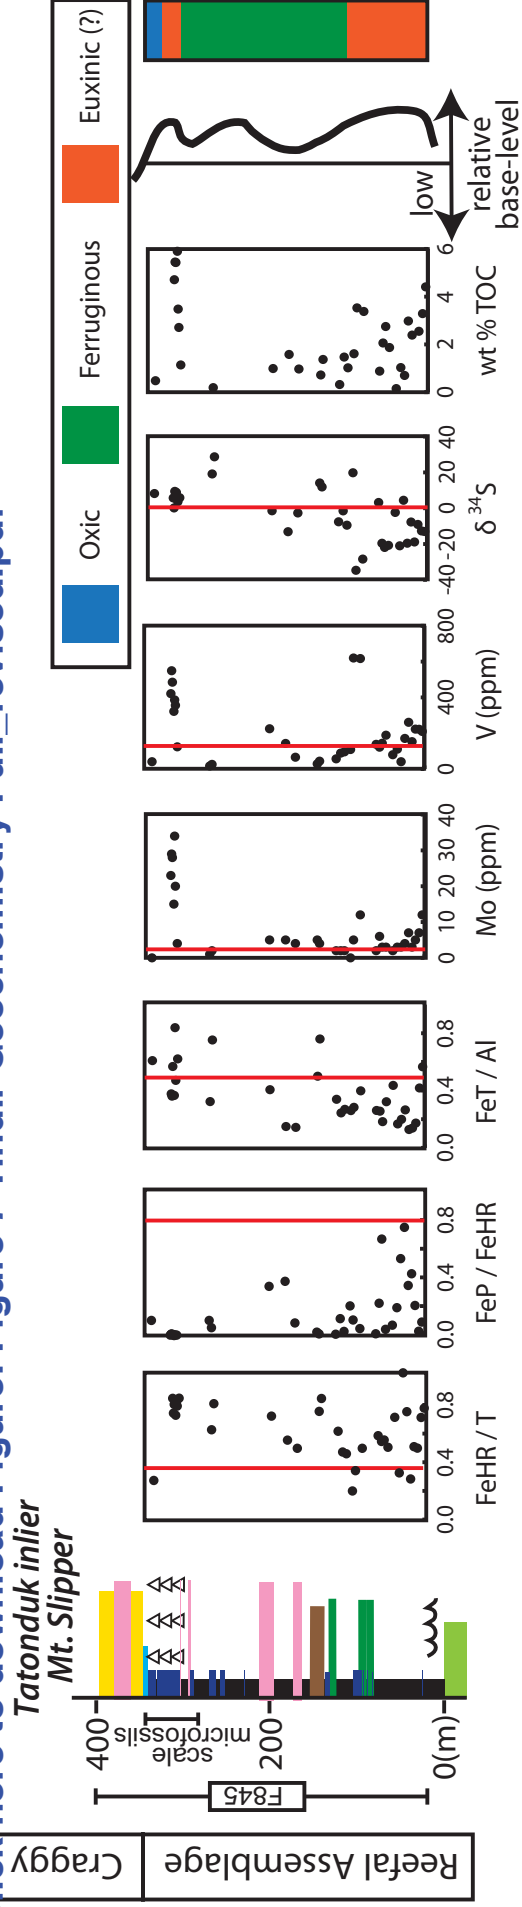 Tatonduk inlier
Mt. Slipper
Oxic
Ferruginous
Euxinic (?)
Craggy
Reefal Assemblage
F845
scale
microfossils
400
200
0(m)
0.0 0.4 0.8
FeHR / T
0.0 0.4 0.8
FeP / FeHR
0.0 0.4 0.8
FeT / Al
0 10 20 30 40
Mo (ppm)
0 400 800
V (ppm)
-40 -20 0 20 40
δ 34S
0 2 4 6
wt % TOC
low
relative
base-level